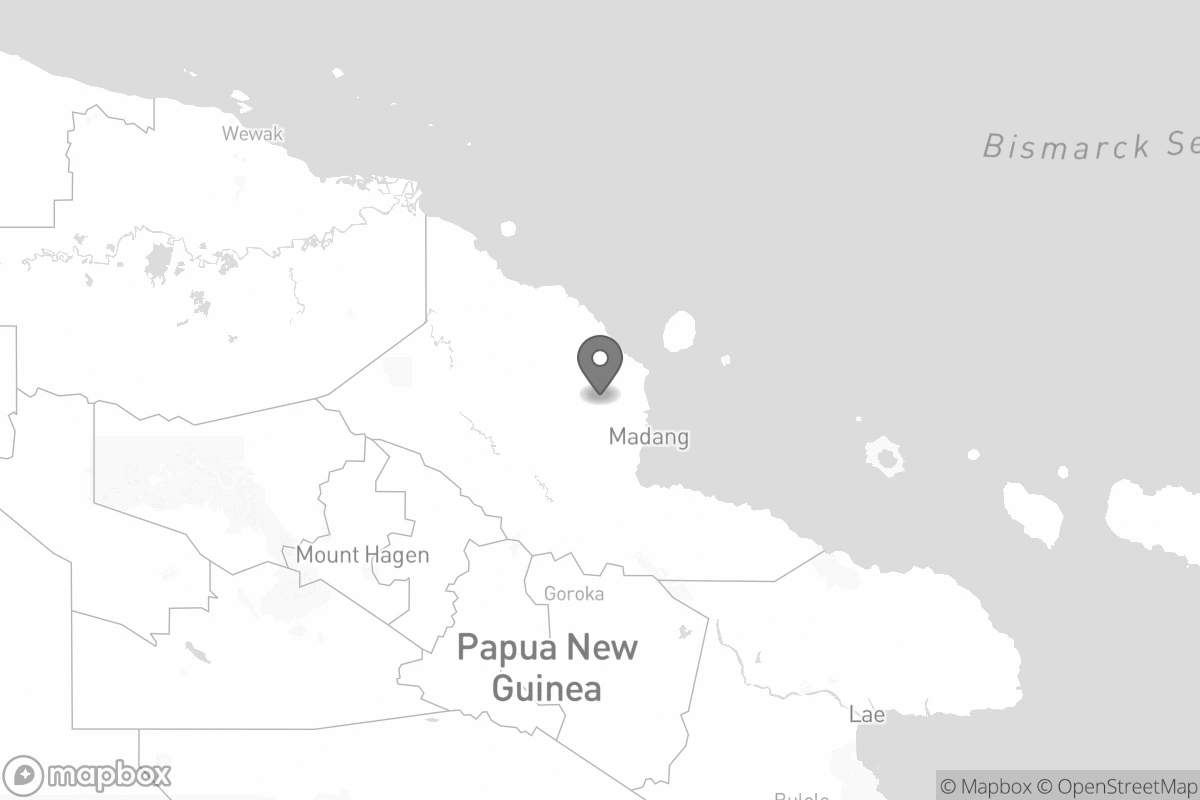 Wewak
Bismarck Se
Madang
Mount Hagen
Goroka
Papua New
Guinea
Lae
Bulolo
mapbox
© Mapbox © OpenStreetMap